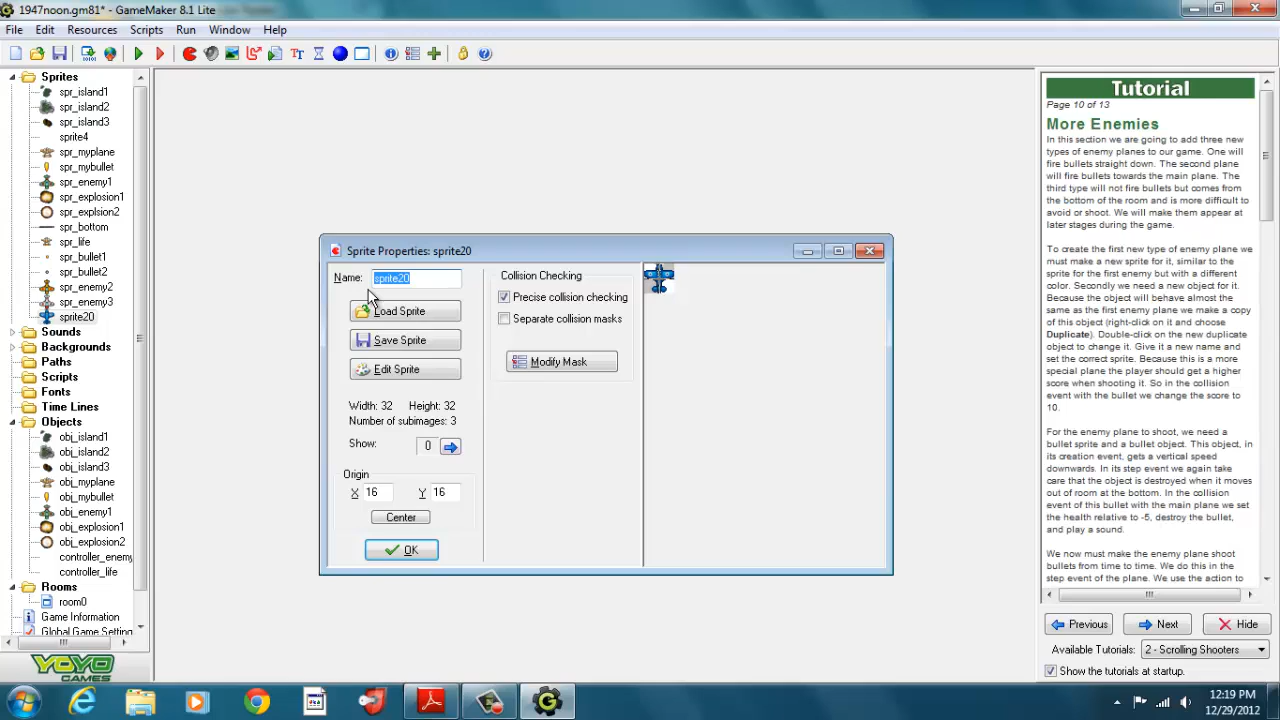 1947noon.gm81* - GameMaker 8.1 Lite
File Edit Resources Scripts Run Window Help
Sprites
spr_island1
spr_island2
spr_island3
sprite4
spr_myplane
spr_mybullet
spr_enemy1
spr_explosion1
spr_explsion2
spr_bottom
spr_life
spr_bullet1
spr_bullet2
spr_enemy2
spr_enemy3
sprite20
Sounds
Backgrounds
Paths
Scripts
Fonts
Time Lines
Objects
obj_island1
obj_island2
obj_island3
obj_myplane
obj_mybullet
obj_enemy1
obj_explosion1
obj_explosion2
controller_enem
controller_life
Rooms
room0
Game Information
Global Game Setting
YOYO
GAMES
Sprite Properties: sprite20
Name: sprite20
Load Sprite
Save Sprite
Edit Sprite
Width: 32 Height: 32
Number of subimages: 3
Show: 0
Origin
X 16 Y 16
Center
OK
Collision Checking
Precise collision checking
Separate collision masks
Modify Mask
Tutorial
Page 10 of 13
More Enemies
In this section we are going to add three new
types of enemy planes to our game. One will
fire bullets straight down. The second plane
will fire bullets towards the main plane. The
third type will not fire bullets but comes from
the bottom of the room and is more difficult to
avoid or shoot. We will make them appear at
later stages during the game.
To create the first new type of enemy plane we
must make a new sprite for it, similar to the
sprite for the first enemy but with a different
color. Secondly we need a new object for it.
Because the object will behave almost the
same as the first enemy plane we make a copy
of this object (right-click on it and choose
Duplicate). Double-click on the new duplicate
object to change it. Give it a new name and
set the correct sprite. Because this is a more
special plane the player should get a higher
score when shooting it. So in the collision
event with the bullet we change the score to
10.
For the enemy plane to shoot, we need a
bullet sprite and a bullet object. This object, in
its creation event, gets a vertical speed
downwards. In its step event we again take
care that the object is destroyed when it moves
out of room at the bottom. In the collision
event of this bullet with the main plane we set
the health relative to -5, destroy the bullet,
and play a sound.
We now must make the enemy plane shoot
bullets from time to time. We do this in the
step event of the plane. We use the action to
Previous Next Hide
Available Tutorials: 2 - Scrolling Shooters
Show the tutorials at startup.
12:19 PM
12/29/2012